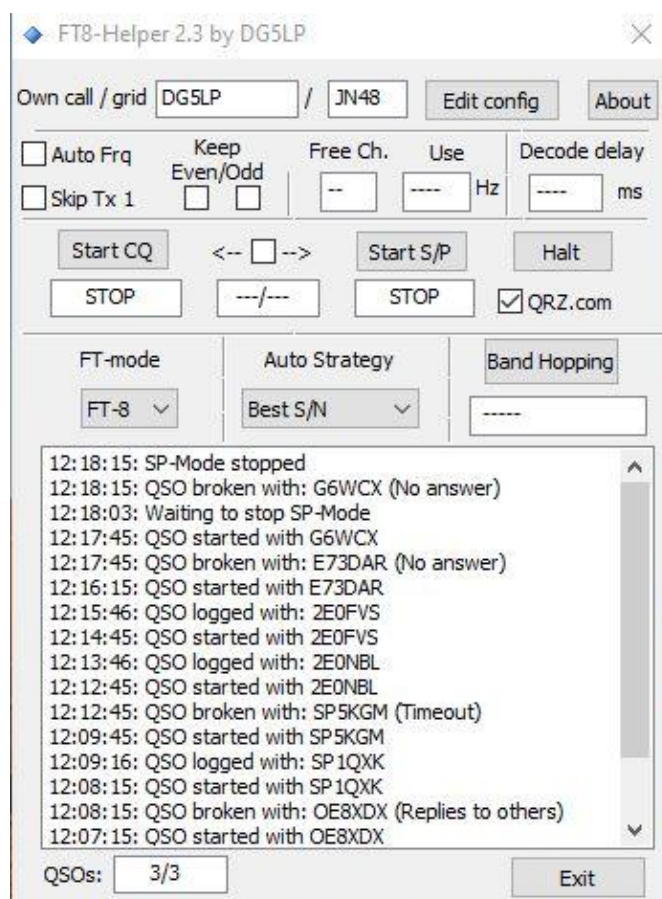 FT8-Helper 2.3 by DG5LP
Own call / grid DG5LP / JN48 Edit config About
Auto Frq Keep Even/Odd Free Ch. Use Decode delay
Skip Tx 1 -- ---- Hz ---- ms
Start CQ <-- --> Start S/P Halt
STOP ---/--- STOP QRZ.com
FT-mode Auto Strategy Band Hopping
FT-8 Best S/N -----
12:18:15: SP-Mode stopped
12:18:15: QSO broken with: G6WCX (No answer)
12:18:03: Waiting to stop SP-Mode
12:17:45: QSO started with G6WCX
12:17:45: QSO broken with: E73DAR (No answer)
12:16:15: QSO started with E73DAR
12:15:46: QSO logged with: 2E0FVS
12:14:45: QSO started with 2E0FVS
12:13:46: QSO logged with: 2E0NBL
12:12:45: QSO started with 2E0NBL
12:12:45: QSO broken with: SP5KGM (Timeout)
12:09:45: QSO started with SP5KGM
12:09:16: QSO logged with: SP1QXK
12:08:15: QSO started with SP1QXK
12:08:15: QSO broken with: OE8XDX (Replies to others)
12:07:15: QSO started with OE8XDX
QSOs: 3/3 Exit